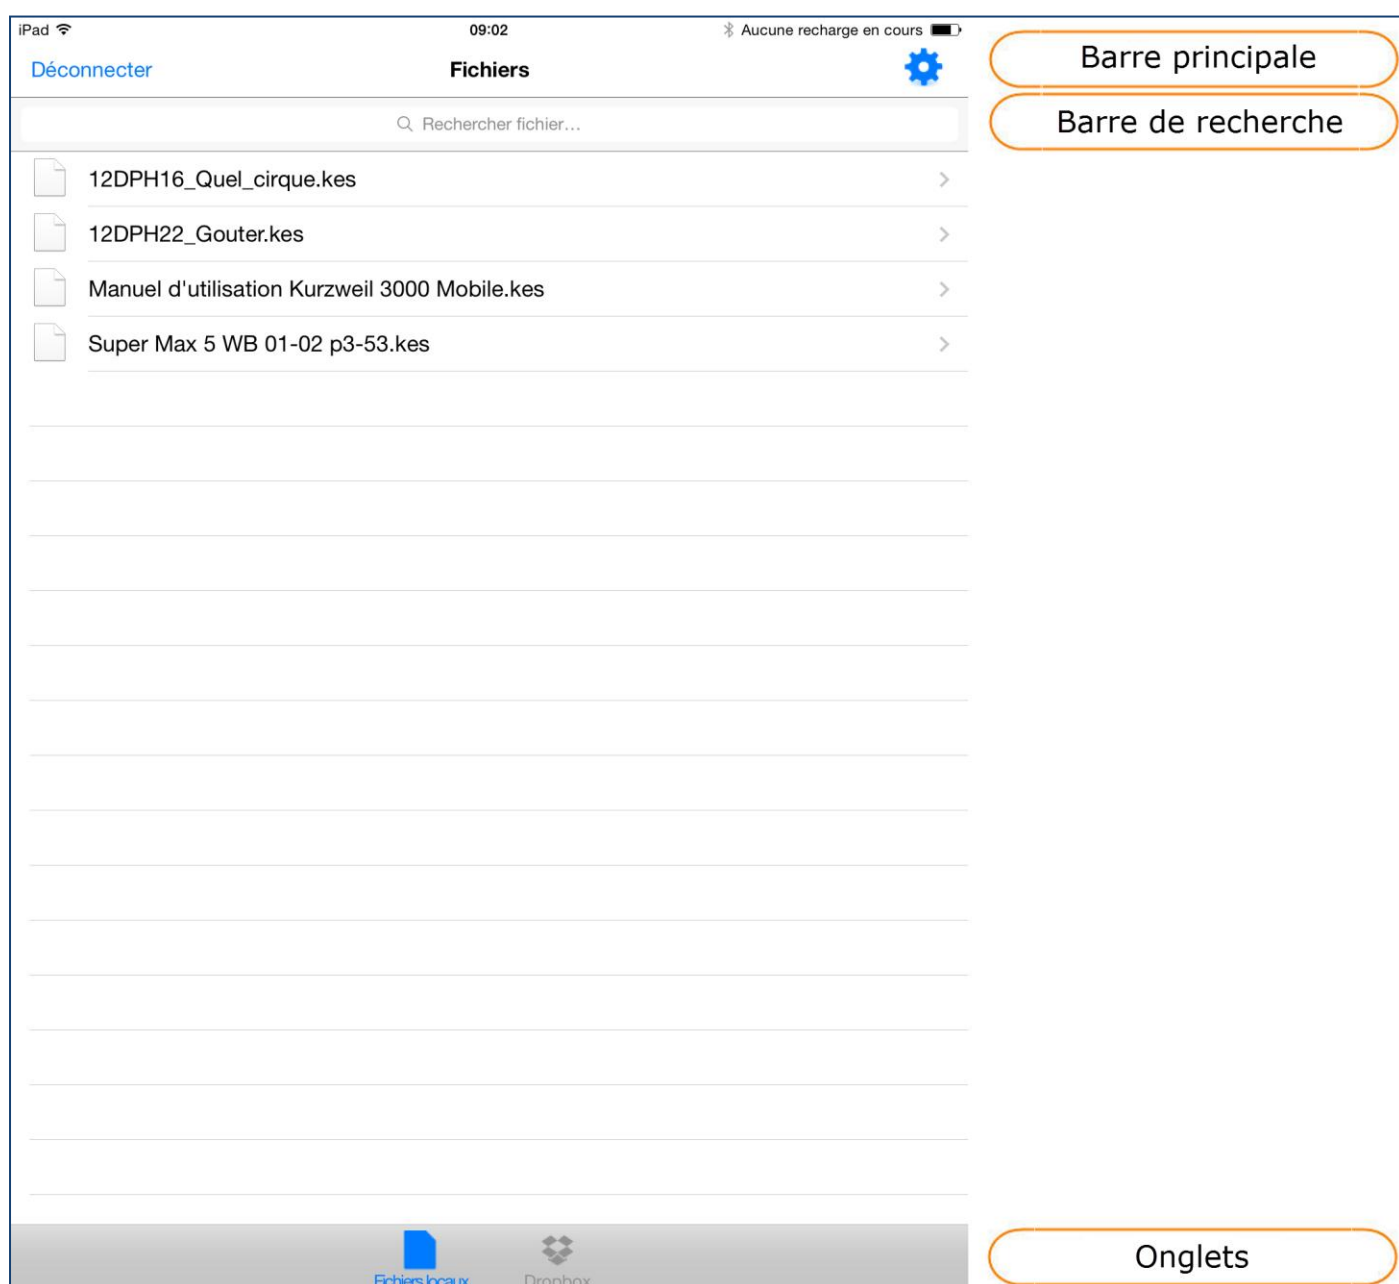 iPad 09:02 Aucune recharge en cours
Déconnecter Fichiers
Barre principale
Rechercher fichier...
Barre de recherche
12DPH16_Quel_cirque.kes
12DPH22_Gouter.kes
Manuel d'utilisation Kurzweil 3000 Mobile.kes
Super Max 5 WB 01-02 p3-53.kes
Fichiers locaux Dropbox
Onglets